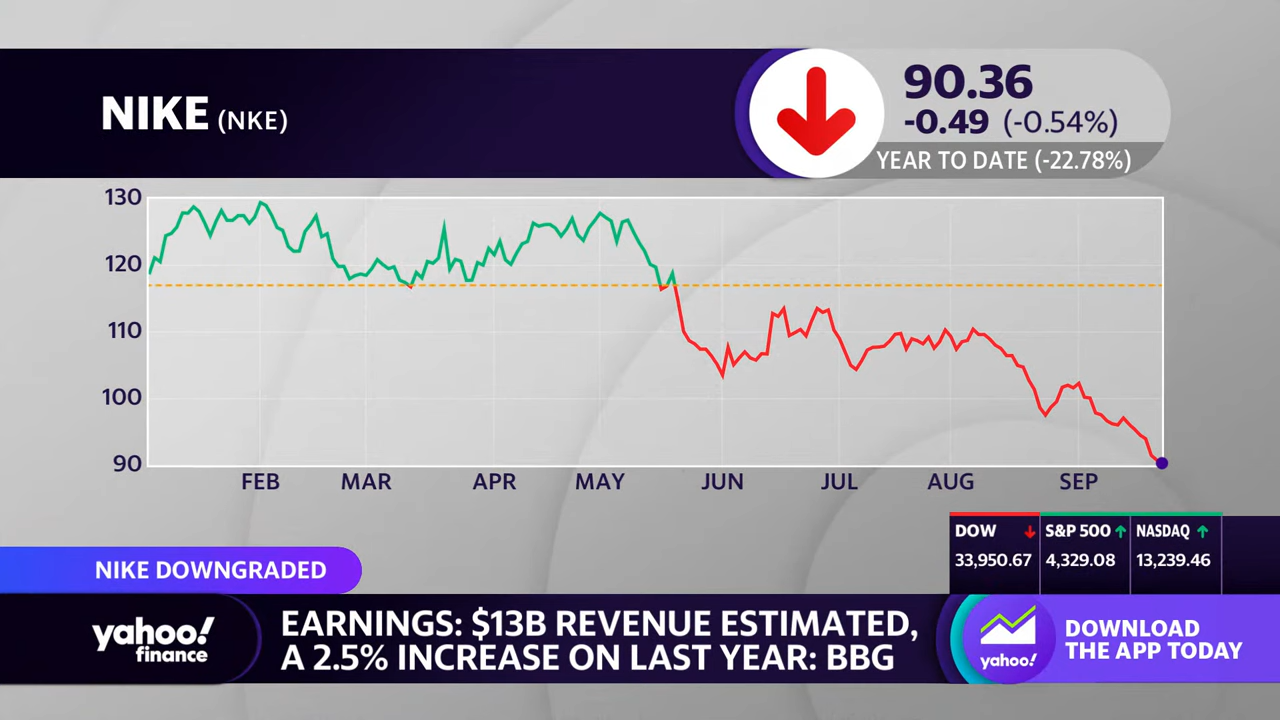 NIKE (NKE)
90.36
-0.49 (-0.54%)
YEAR TO DATE (-22.78%)
130
120
110
100
90
FEB MAR APR MAY JUN JUL AUG SEP
DOW S&P 500 NASDAQ
33,950.67 4,329.08 13,239.46
NIKE DOWNGRADED
yahoo!
finance
EARNINGS: $13B REVENUE ESTIMATED,
A 2.5% INCREASE ON LAST YEAR: BBG
yahoo!
DOWNLOAD
THE APP TODAY